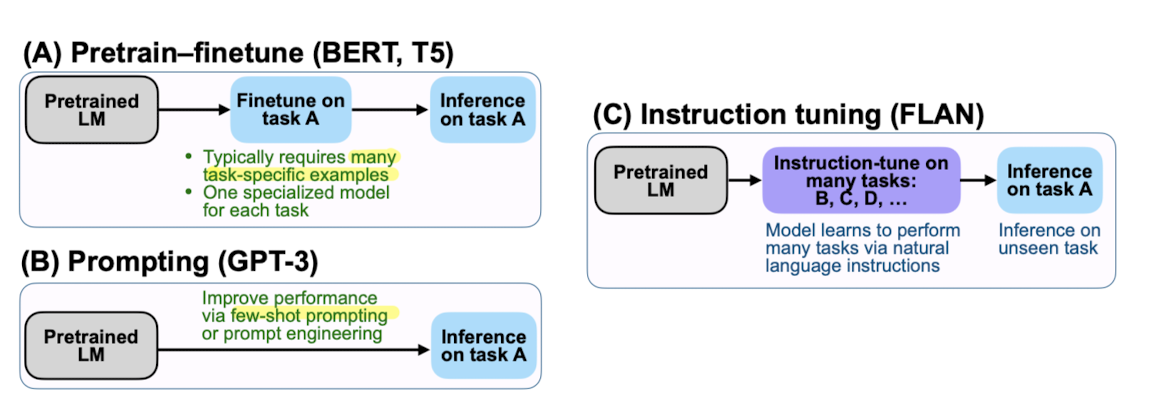 (A) Pretrain–finetune (BERT, T5)
Pretrained
LM
Finetune on
task A
Inference
on task A
• Typically requires many
task-specific examples
• One specialized model
for each task
(B) Prompting (GPT-3)
Improve performance
via few-shot prompting
or prompt engineering
Pretrained
LM
Inference
on task A
(C) Instruction tuning (FLAN)
Pretrained
LM
Instruction-tune on
many tasks:
B, C, D, ...
Inference
on task A
Model learns to perform
many tasks via natural
language instructions
Inference on
unseen task